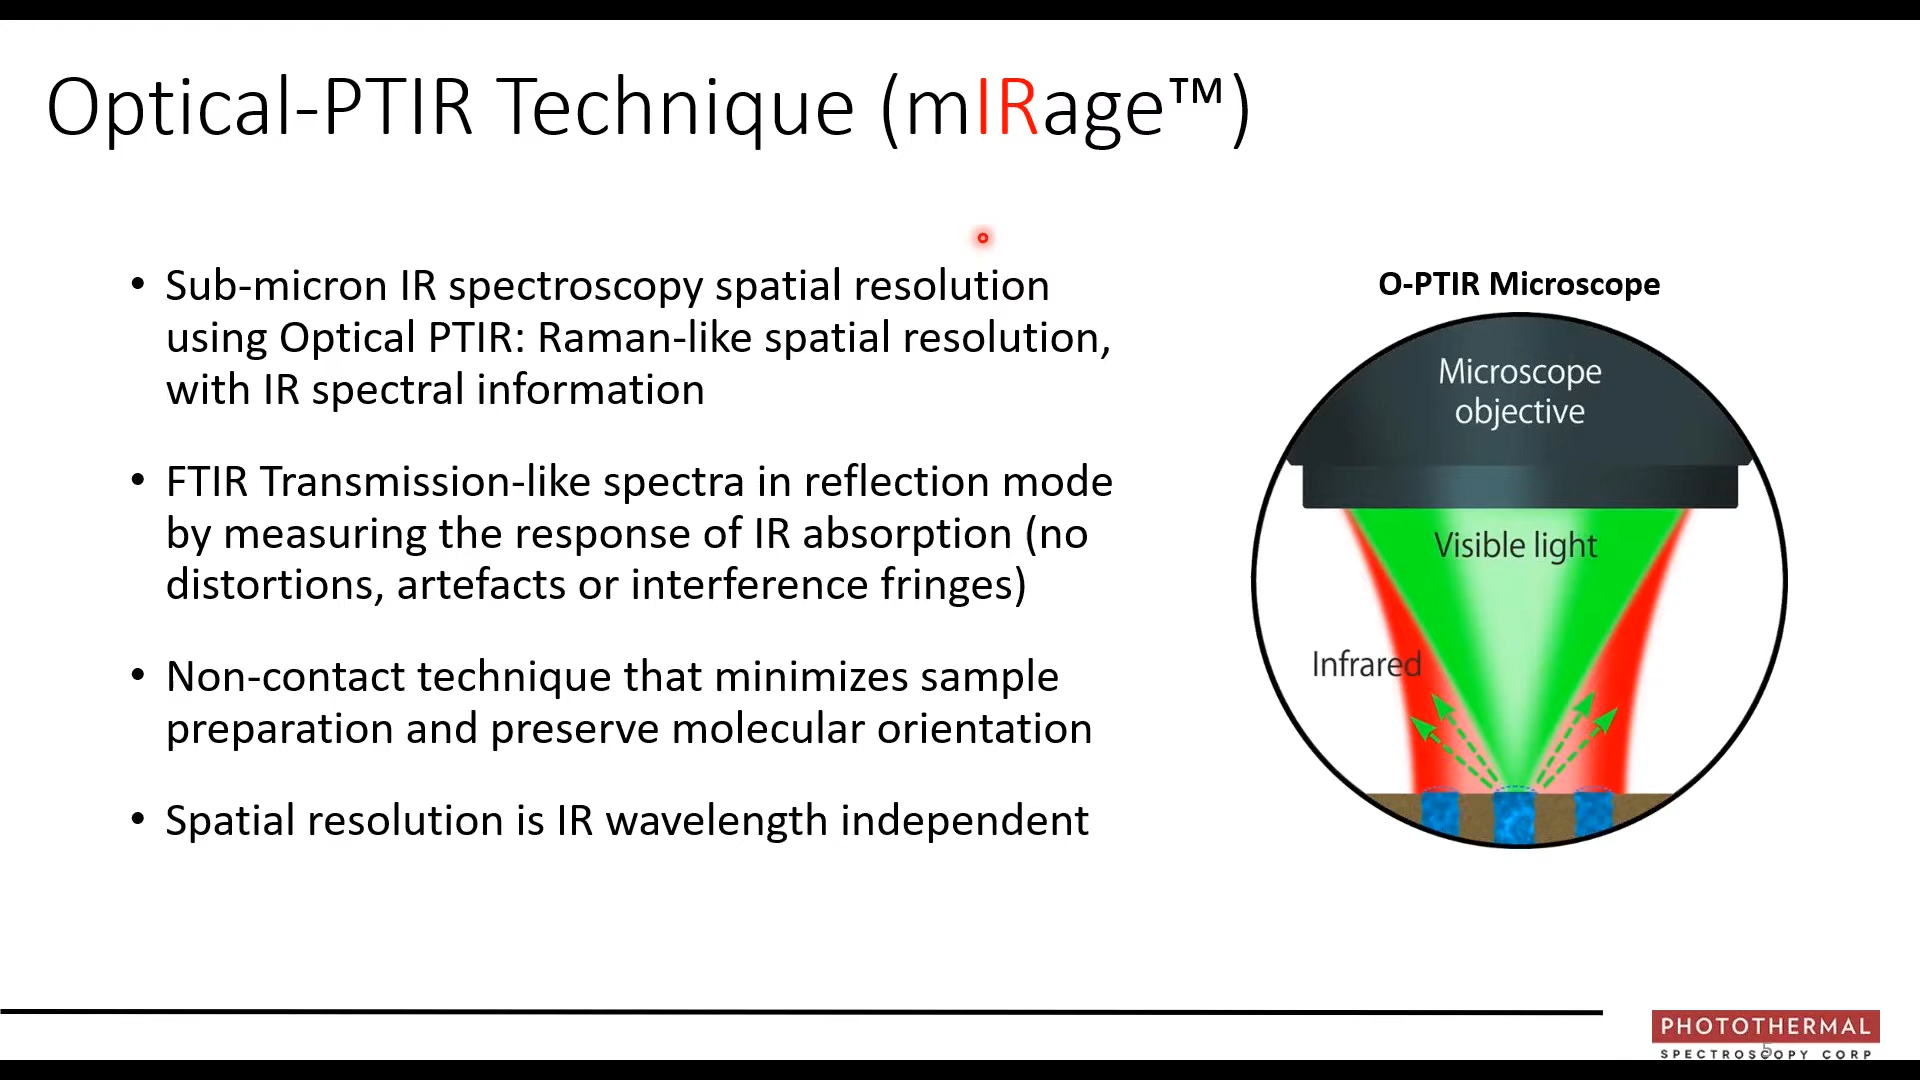 Optical-PTIR Technique (mIRage™)
• Sub-micron IR spectroscopy spatial resolution
using Optical PTIR: Raman-like spatial resolution,
with IR spectral information
• FTIR Transmission-like spectra in reflection mode
by measuring the response of IR absorption (no
distortions, artefacts or interference fringes)
• Non-contact technique that minimizes sample
preparation and preserve molecular orientation
• Spatial resolution is IR wavelength independent
O-PTIR Microscope
Microscope
objective
Visible light
Infrared
PHOTOTHERMAL
SPECTROSCOPY CORP
5